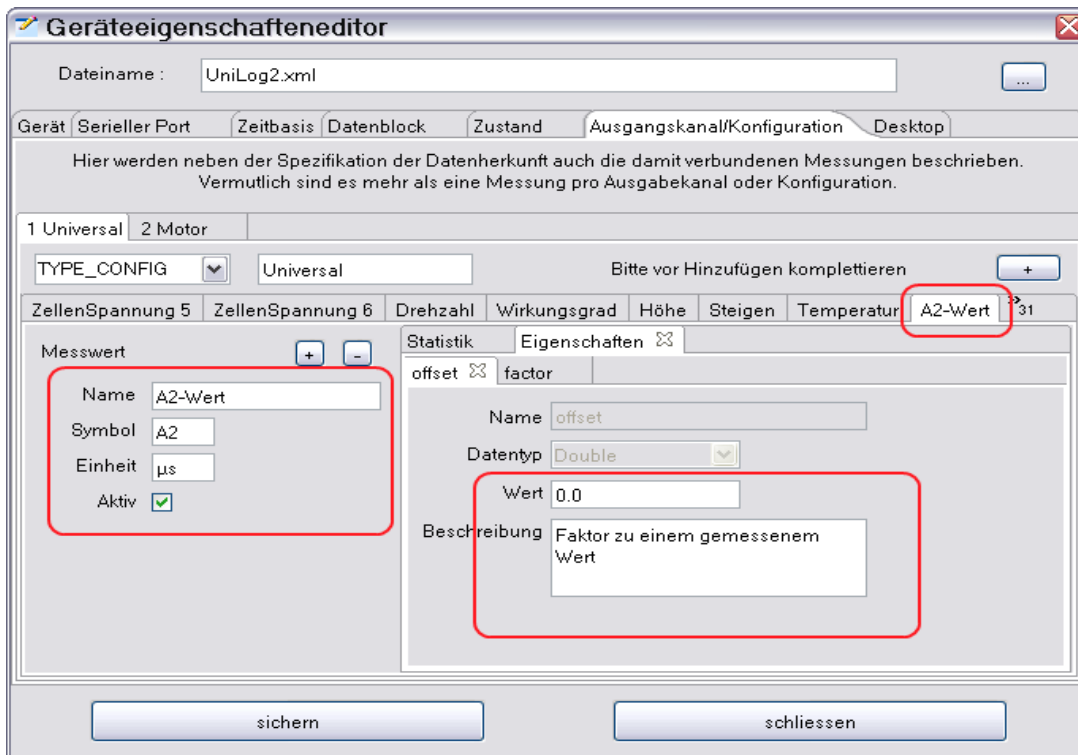 Geräteeigenschafteneditor
Dateiname : UniLog2.xml ...
Gerät Serieller Port Zeitbasis Datenblock Zustand Ausgangskanal/Konfiguration Desktop
Hier werden neben der Spezifikation der Datenherkunft auch die damit verbundenen Messungen beschrieben.
Vermutlich sind es mehr als eine Messung pro Ausgabekanal oder Konfiguration.
1 Universal 2 Motor
TYPE_CONFIG Universal Bitte vor Hinzufügen komplettieren +
ZellenSpannung 5 ZellenSpannung 6 Drehzahl Wirkungsgrad Höhe Steigen Temperatur A2-Wert »31
Messwert + -
Name A2-Wert
Symbol A2
Einheit µs
Aktiv
Statistik Eigenschaften
offset factor
Name offset
Datentyp Double
Wert 0.0
Beschreibung Faktor zu einem gemessenem
Wert
sichern schliessen